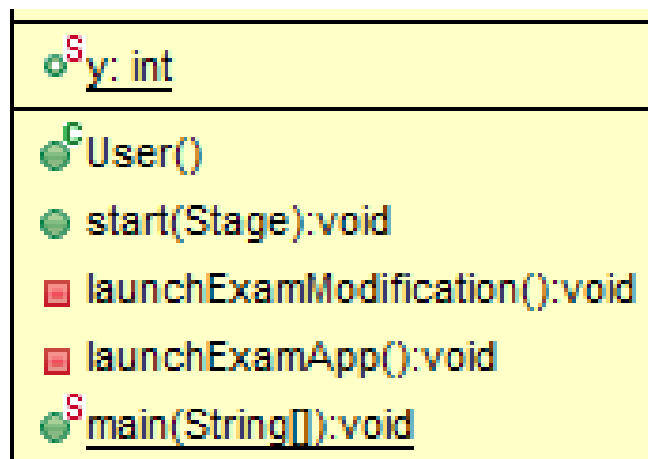 S y: int
C User()
start(Stage):void
launchExamModification():void
launchExamApp():void
S main(String[]):void